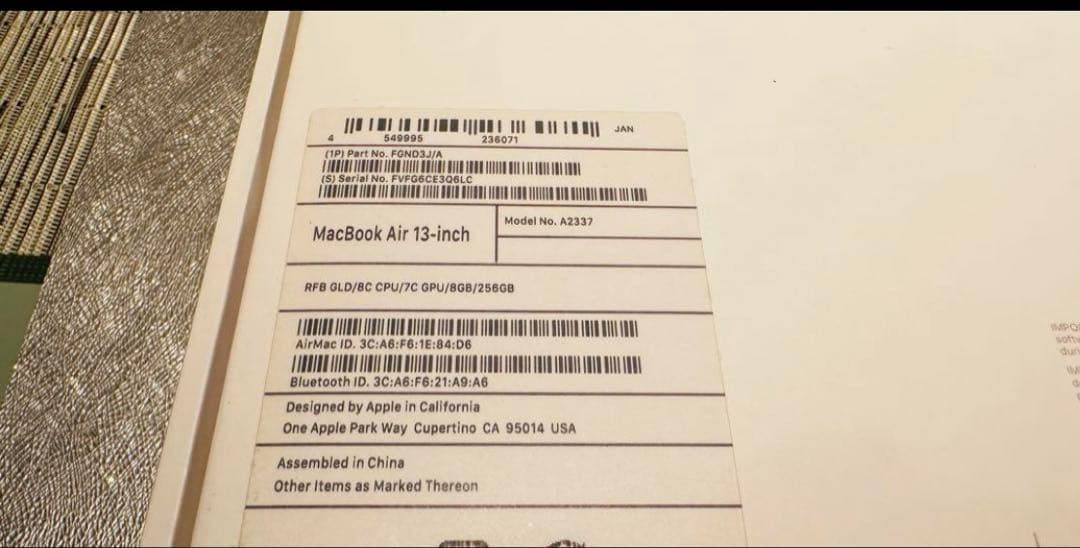 JAN
4 549995 236071
(1P) Part No. FGND3J/A
(S) Serial No. FVFG6CE3Q6LC
MacBook Air 13-inch
Model No. A2337
RFB GLD/8C CPU/7C GPU/8GB/256GB
AirMac ID. 3C:A6:F6:1E:84:D6
Bluetooth ID. 3C:A6:F6:21:A9:A6
Designed by Apple in California
One Apple Park Way Cupertino CA 95014 USA
Assembled in China
Other Items as Marked Thereon